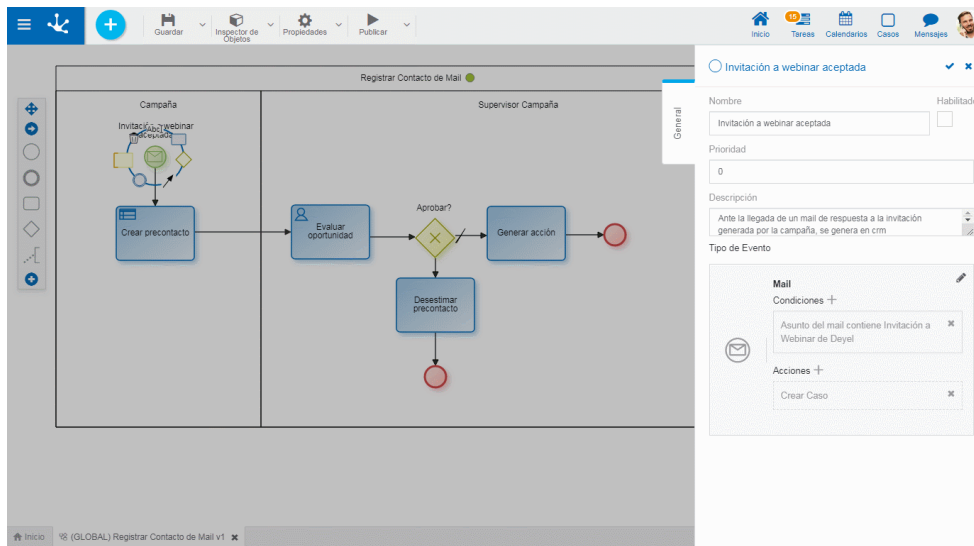 Guardar
Inspector de
Objetos
Propiedades
Publicar
Inicio
15
Tareas
Calendarios
Casos
Mensajes
Registrar Contacto de Mail
Campaña
Supervisor Campaña
Invitación a webinar
aceptada
Abc
Crear precontacto
Evaluar
oportunidad
Aprobar?
Generar acción
Desestimar
precontacto
General
Invitación a webinar aceptada
Nombre
Habilitado
Invitación a webinar aceptada
Prioridad
0
Descripción
Ante la llegada de un mail de respuesta a la invitación
generada por la campaña, se genera en crm
Tipo de Evento
Mail
Condiciones
Asunto del mail contiene Invitación a
Webinar de Deyel
Acciones
Crear Caso
Inicio
(GLOBAL) Registrar Contacto de Mail v1